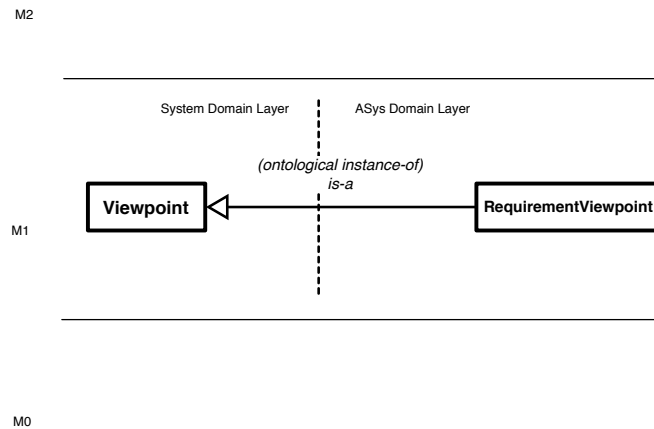 M2
System Domain Layer
ASys Domain Layer
(ontological instance-of)
is-a
Viewpoint
RequirementViewpoint
M1
M0